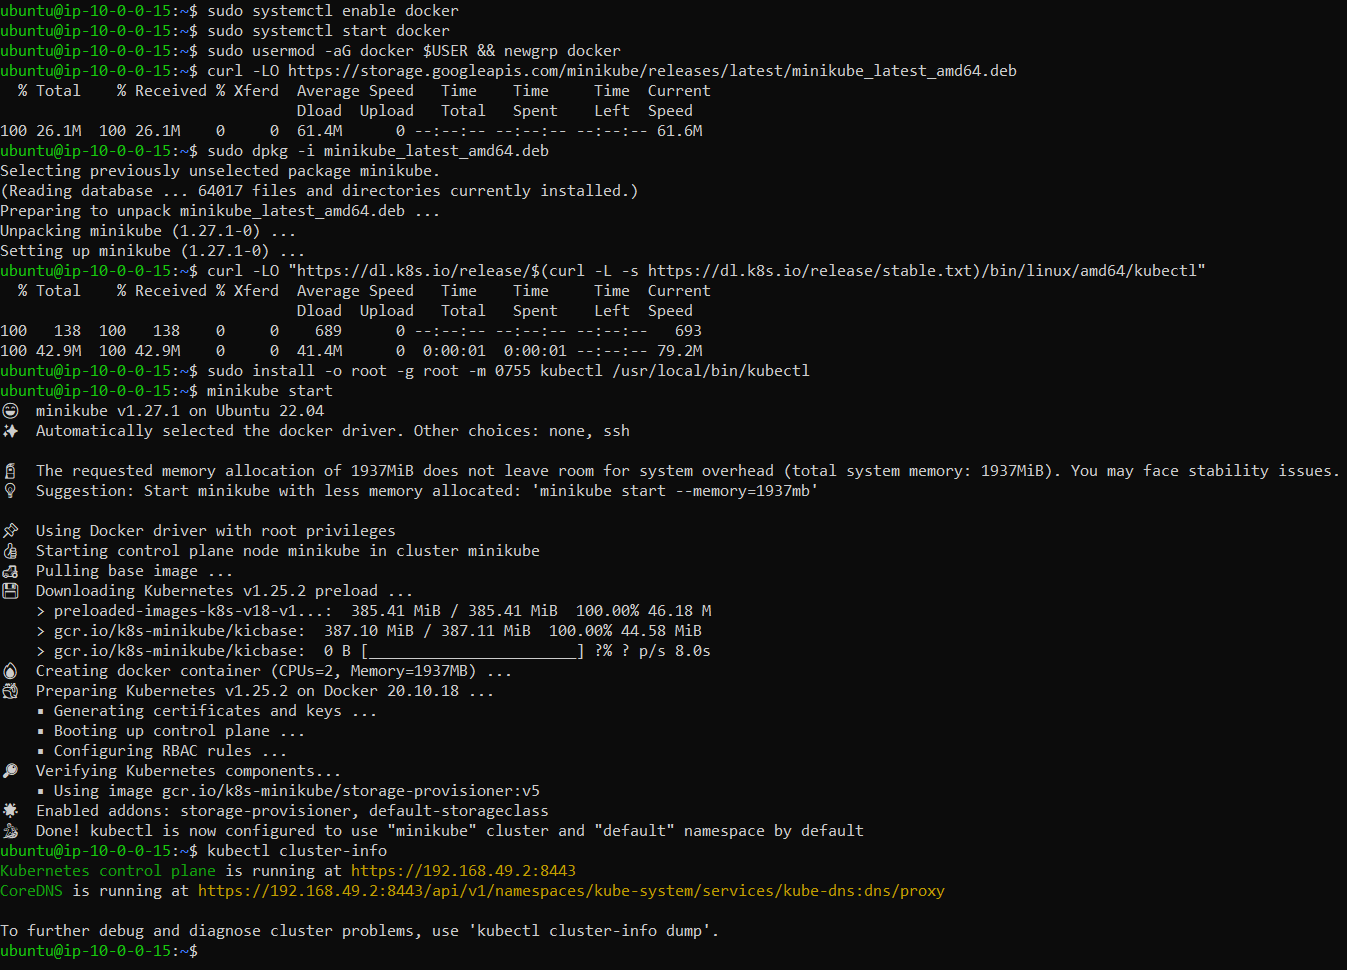 ubuntu@ip-10-0-0-15:~$ sudo systemctl enable docker
ubuntu@ip-10-0-0-15:~$ sudo systemctl start docker
ubuntu@ip-10-0-0-15:~$ sudo usermod -aG docker $USER && newgrp docker
ubuntu@ip-10-0-0-15:~$ curl -LO https://storage.googleapis.com/minikube/releases/latest/minikube_latest_amd64.deb
  % Total    % Received % Xferd  Average Speed   Time    Time     Time  Current
                                 Dload  Upload   Total   Spent    Left  Speed
100 26.1M  100 26.1M    0     0  61.4M      0 --:--:-- --:--:-- --:--:-- 61.6M
ubuntu@ip-10-0-0-15:~$ sudo dpkg -i minikube_latest_amd64.deb
Selecting previously unselected package minikube.
(Reading database ... 64017 files and directories currently installed.)
Preparing to unpack minikube_latest_amd64.deb ...
Unpacking minikube (1.27.1-0) ...
Setting up minikube (1.27.1-0) ...
ubuntu@ip-10-0-0-15:~$ curl -LO "https://dl.k8s.io/release/$(curl -L -s https://dl.k8s.io/release/stable.txt)/bin/linux/amd64/kubectl"
  % Total    % Received % Xferd  Average Speed   Time    Time     Time  Current
                                 Dload  Upload   Total   Spent    Left  Speed
100   138  100   138    0     0    689      0 --:--:-- --:--:-- --:--:--   693
100 42.9M  100 42.9M    0     0  41.4M      0  0:00:01  0:00:01 --:--:-- 79.2M
ubuntu@ip-10-0-0-15:~$ sudo install -o root -g root -m 0755 kubectl /usr/local/bin/kubectl
ubuntu@ip-10-0-0-15:~$ minikube start
😄  minikube v1.27.1 on Ubuntu 22.04
✨  Automatically selected the docker driver. Other choices: none, ssh
🧯  The requested memory allocation of 1937MiB does not leave room for system overhead (total system memory: 1937MiB). You may face stability issues.
💡  Suggestion: Start minikube with less memory allocated: 'minikube start --memory=1937mb'
📌  Using Docker driver with root privileges
👍  Starting control plane node minikube in cluster minikube
🚜  Pulling base image ...
💾  Downloading Kubernetes v1.25.2 preload ...
    > preloaded-images-k8s-v18-v1...:  385.41 MiB / 385.41 MiB  100.00% 46.18 M
    > gcr.io/k8s-minikube/kicbase:  387.10 MiB / 387.11 MiB  100.00% 44.58 MiB
    > gcr.io/k8s-minikube/kicbase:  0 B [_______________________] ?% ? p/s 8.0s
🔥  Creating docker container (CPUs=2, Memory=1937MB) ...
🐳  Preparing Kubernetes v1.25.2 on Docker 20.10.18 ...
    ▪ Generating certificates and keys ...
    ▪ Booting up control plane ...
    ▪ Configuring RBAC rules ...
🔎  Verifying Kubernetes components...
    ▪ Using image gcr.io/k8s-minikube/storage-provisioner:v5
🌟  Enabled addons: storage-provisioner, default-storageclass
🏄  Done! kubectl is now configured to use "minikube" cluster and "default" namespace by default
ubuntu@ip-10-0-0-15:~$ kubectl cluster-info
Kubernetes control plane is running at https://192.168.49.2:8443
CoreDNS is running at https://192.168.49.2:8443/api/v1/namespaces/kube-system/services/kube-dns:dns/proxy
To further debug and diagnose cluster problems, use 'kubectl cluster-info dump'.
ubuntu@ip-10-0-0-15:~$